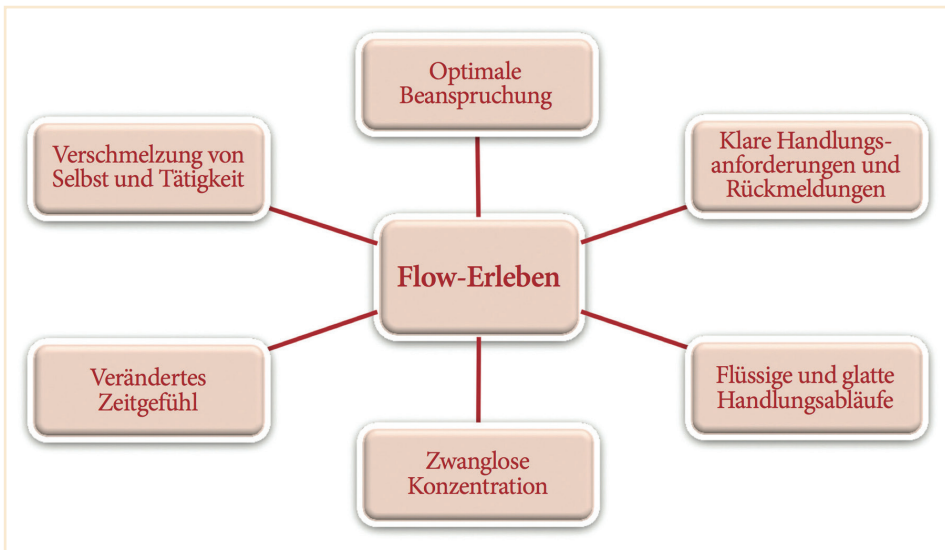 Optimale
Beanspruchung
Verschmelzung von
Selbst und Tätigkeit
Klare Handlungs-
anforderungen und
Rückmeldungen
Flow-Erleben
Verändertes
Zeitgefühl
Flüssige und glatte
Handlungsabläufe
Zwanglose
Konzentration